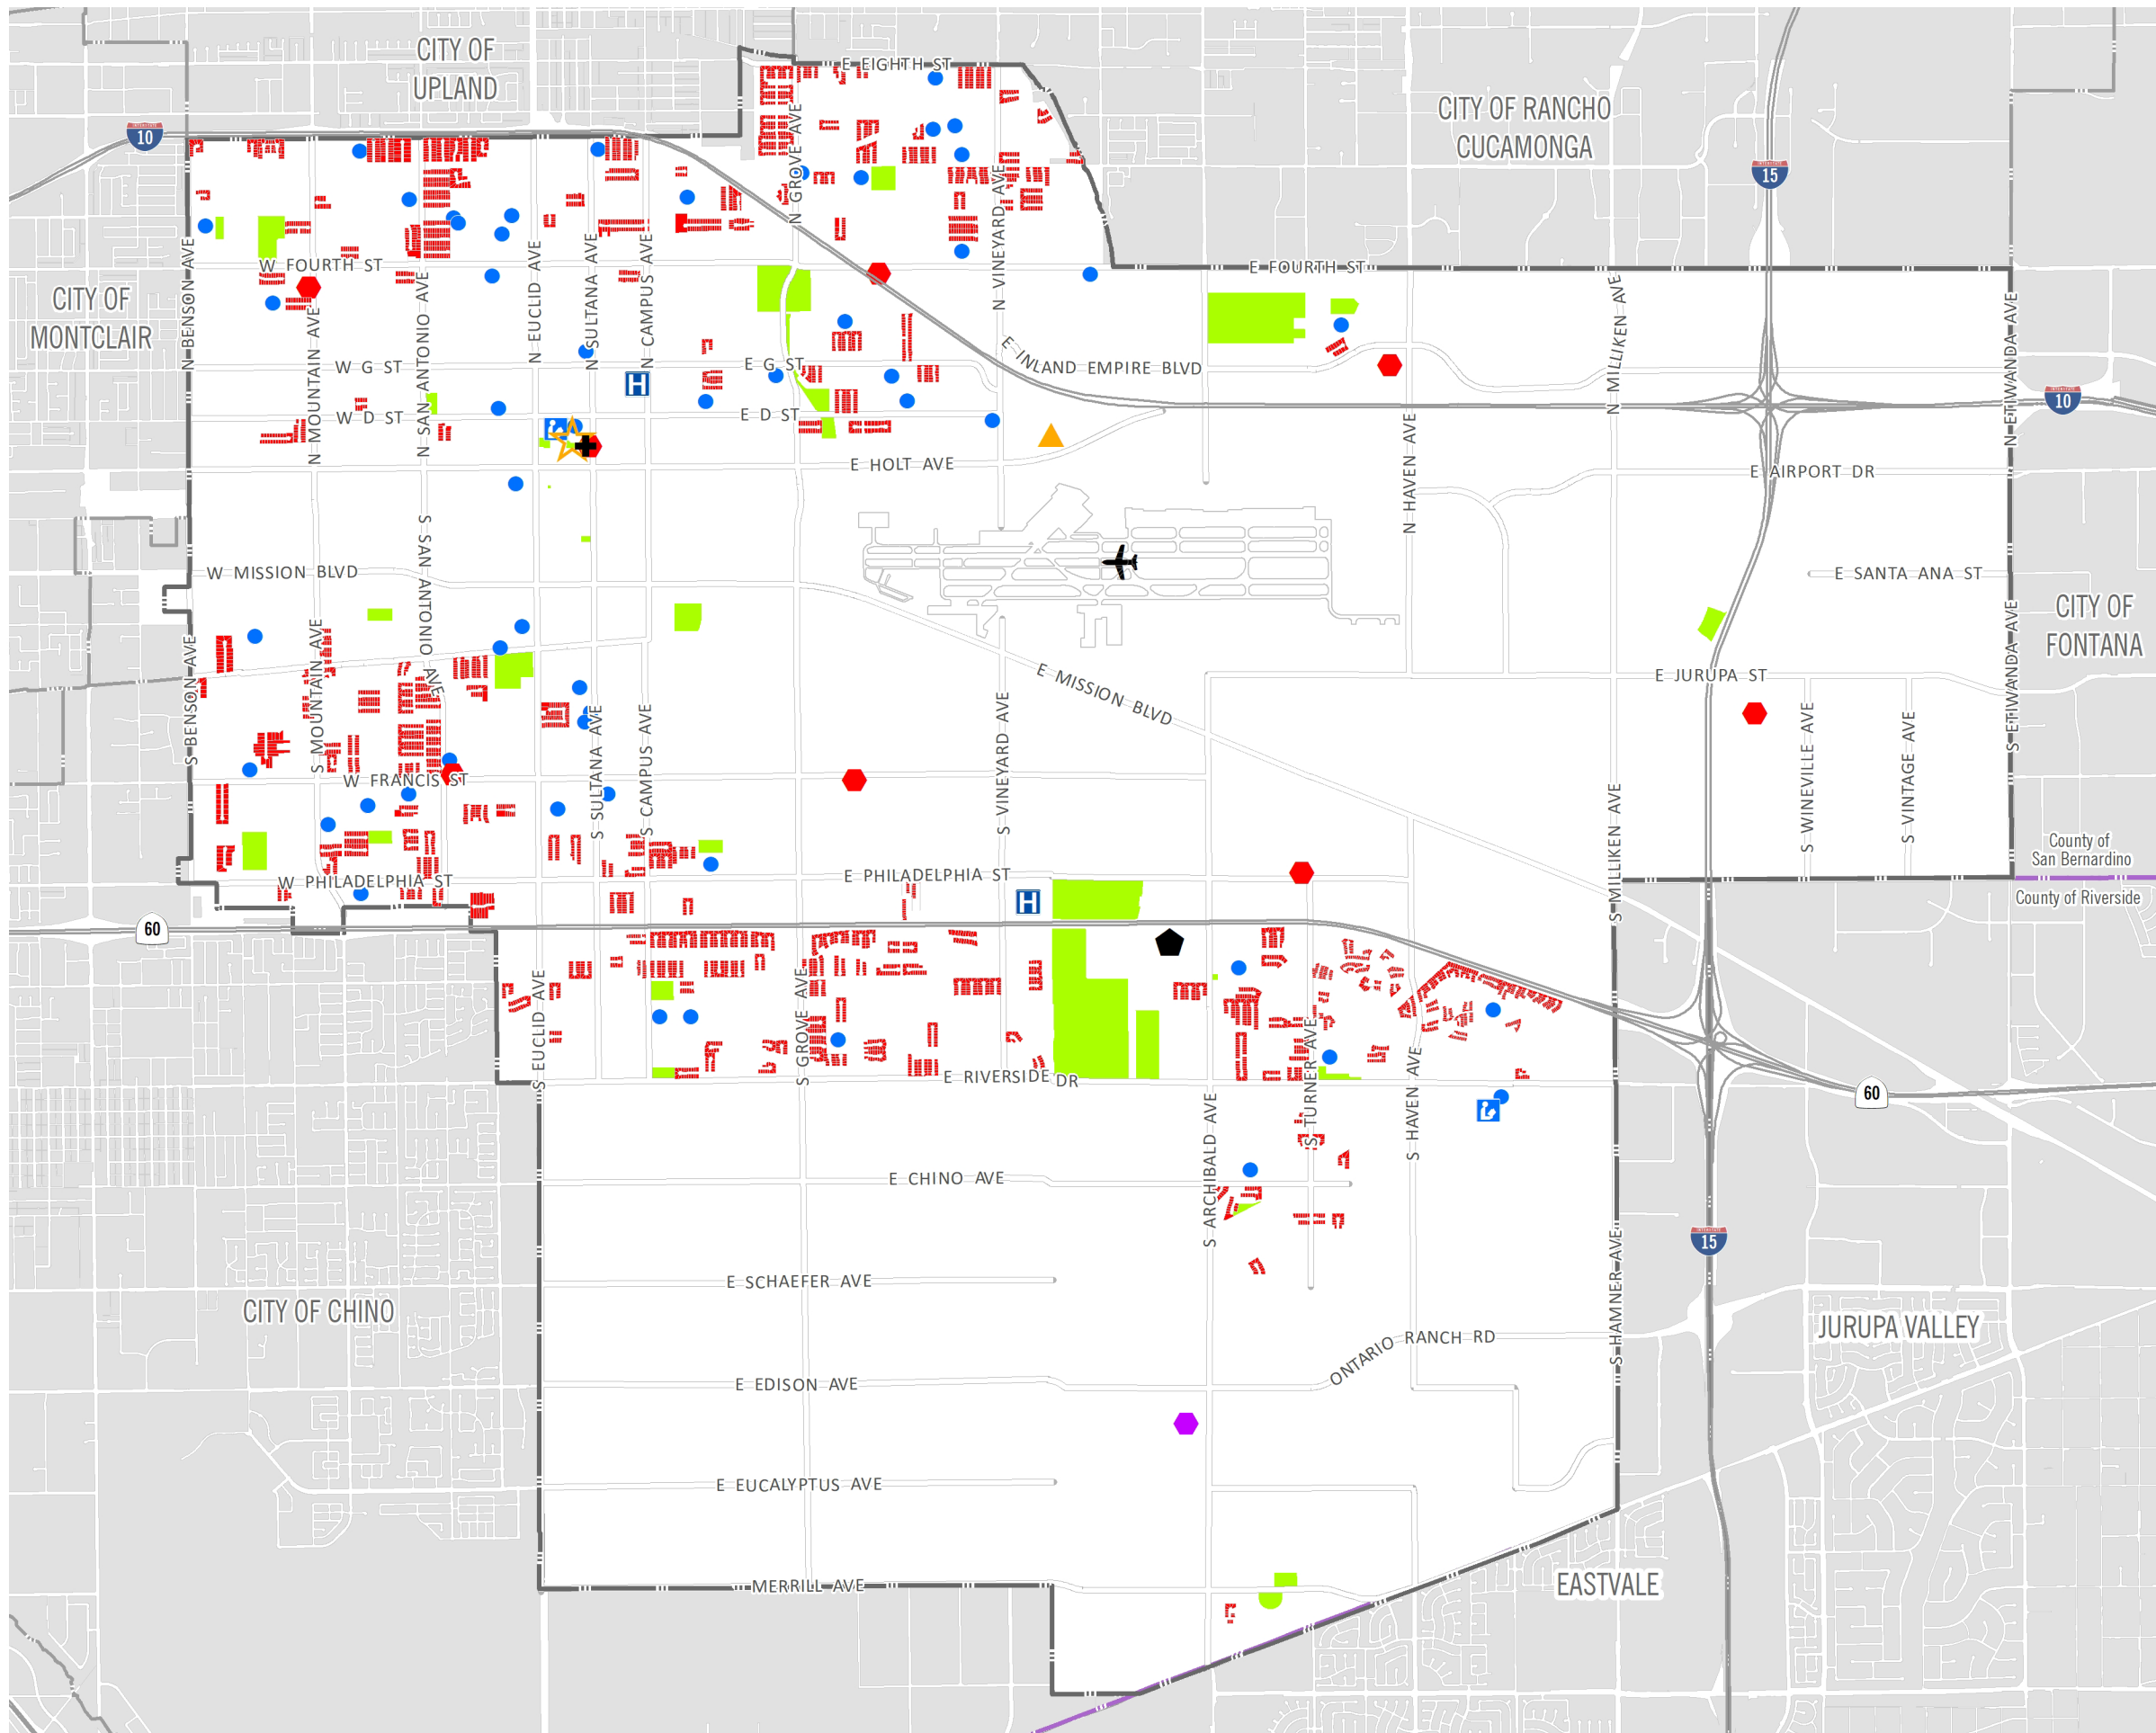 CITY OF
UPLAND
E EIGHTH ST
CITY OF RANCHO
CUCAMONGA
10
15
N GROVE AVE
N VINEYARD AVE
N BENSON AVE
W FOURTH ST
E FOURTH ST
N EUCLID AVE
N SULTANA AVE
N CAMPUS AVE
N SAN ANTONIO AVE
N MOUNTAIN AVE
N MILLIKEN AVE
N ETIWANDA AVE
CITY OF
MONTCLAIR
W G ST
E G ST
E INLAND EMPIRE BLVD
H
10
W D ST
E D ST
N HAVEN AVE
E HOLT AVE
E AIRPORT DR
S SAN ANTONIO AVE
W MISSION BLVD
E SANTA ANA ST
CITY OF
FONTANA
S BENSON AVE
S MOUNTAIN AVE
E MISSION BLVD
E JURUPA ST
S ETIWANDA AVE
S SULTANA AVE
S CAMPUS AVE
S VINEYARD AVE
S WINEVILLE AVE
S VINTAGE AVE
W FRANCIS ST
S MILLIKEN AVE
County of
San Bernardino
W PHILADELPHIA ST
E PHILADELPHIA ST
H
County of Riverside
60
S EUCLID AVE
S GROVE AVE
S TURNER AVE
S HAVEN AVE
E RIVERSIDE DR
60
S ARCHIBALD AVE
E CHINO AVE
15
S HAMNER AVE
E SCHAEFER AVE
CITY OF CHINO
JURUPA VALLEY
ONTARIO RANCH RD
E EDISON AVE
E EUCALYPTUS AVE
MERRILL AVE
EASTVALE